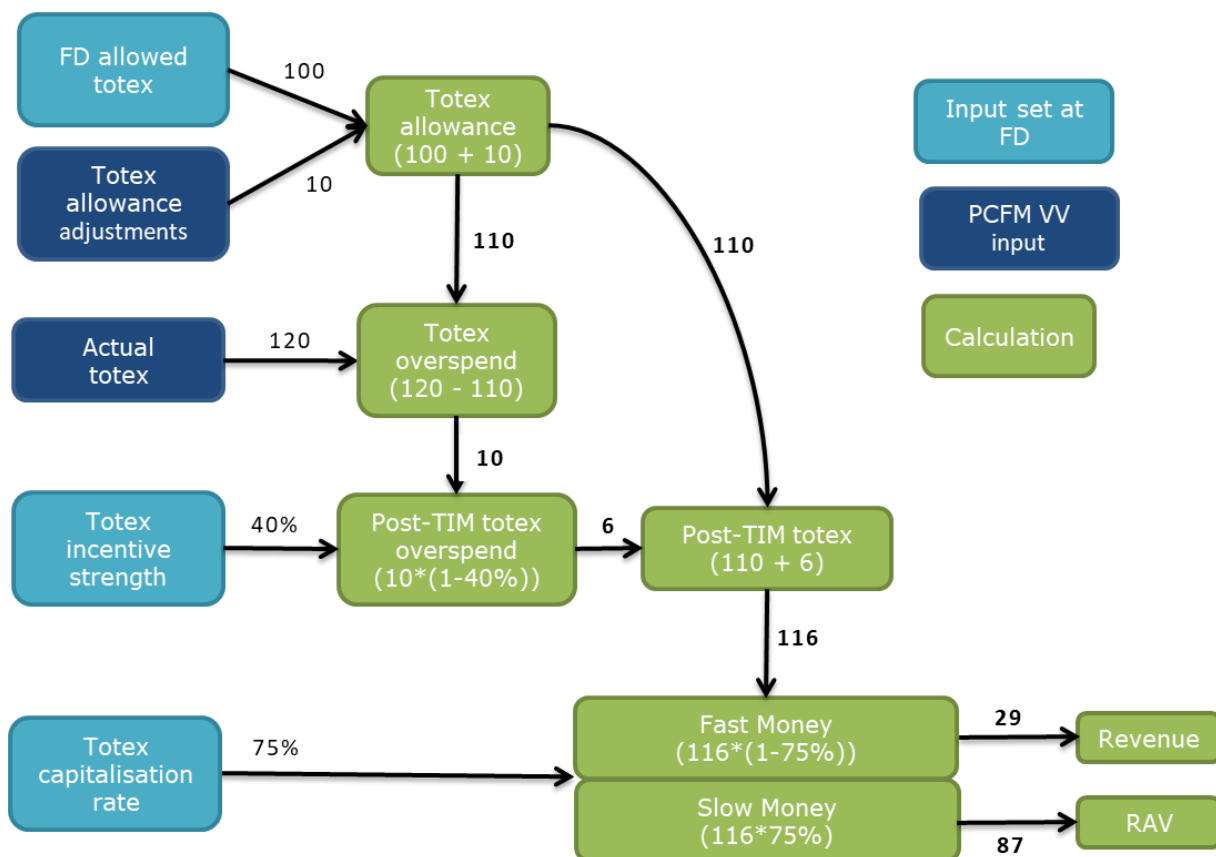 FD allowed
totex
100
Totex
allowance
(100 + 10)
Input set at
FD
Totex
allowance
adjustments
10
PCFM VV
input
110
110
Actual
totex
120
Totex
overspend
(120 - 110)
Calculation
10
Totex
incentive
strength
40%
Post-TIM totex
overspend
(10*(1-40%))
6
Post-TIM totex
(110 + 6)
116
Totex
capitalisation
rate
75%
Fast Money
(116*(1-75%))
29
Revenue
Slow Money
(116*75%)
87
RAV